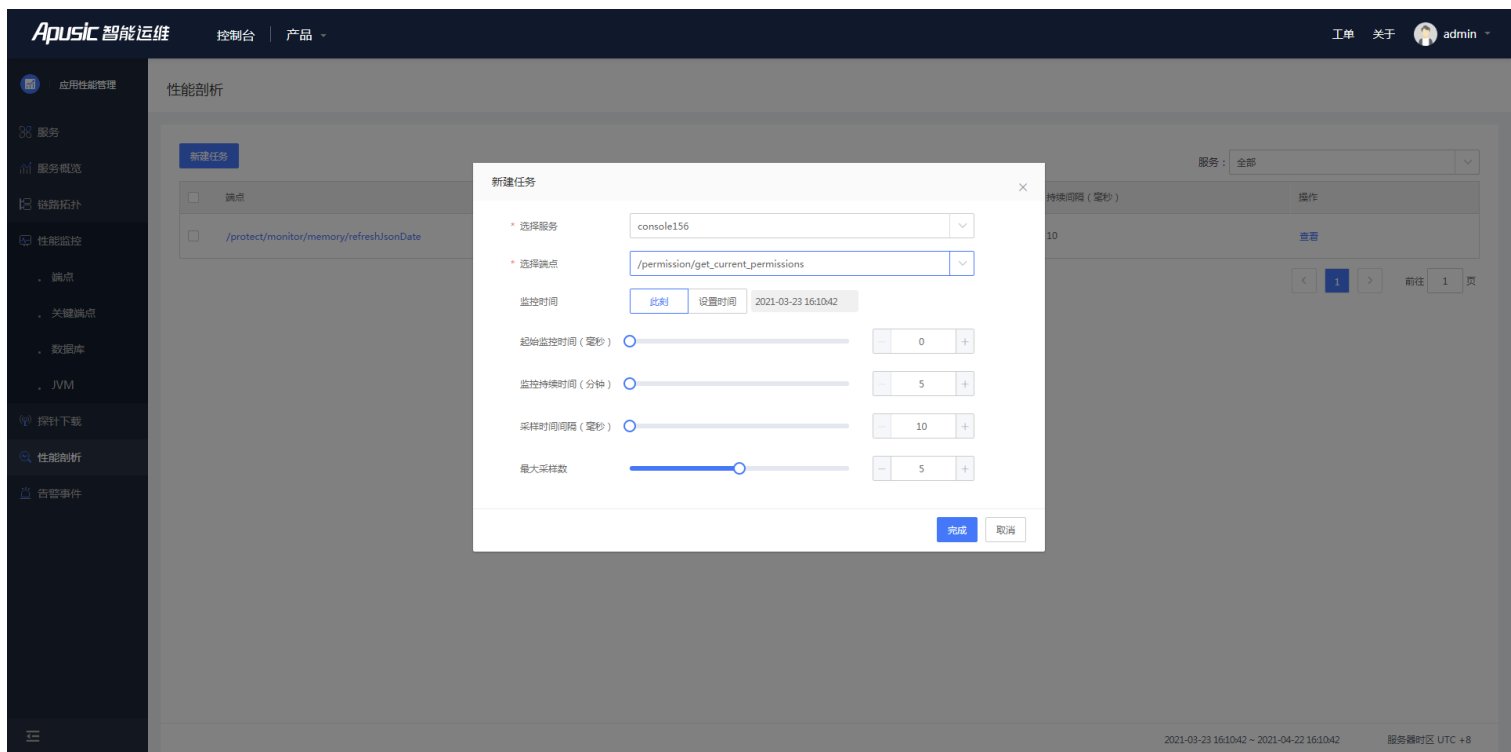 Apusic 智能运维 控制台 产品 工单 关于 admin
应用性能管理
性能剖析
服务
服务概览
链路拓扑
性能监控
端点
关键端点
数据库
JVM
探针下载
性能剖析
告警事件
新建任务
服务： 全部
端点 持续间隔（毫秒） 操作
/protect/monitor/memory/refreshJsonDate 10 查看
1 前往 1 页
新建任务
* 选择服务 console156
* 选择端点 /permission/get_current_permissions
监控时间 此刻 设置时间 2021-03-23 16:10:42
起始监控时间（毫秒） − 0 +
监控持续时间（分钟） − 5 +
采样时间间隔（毫秒） − 10 +
最大采样数 − 5 +
完成 取消
2021-03-23 16:10:42 ~ 2021-04-22 16:10:42 服务器时区 UTC +8